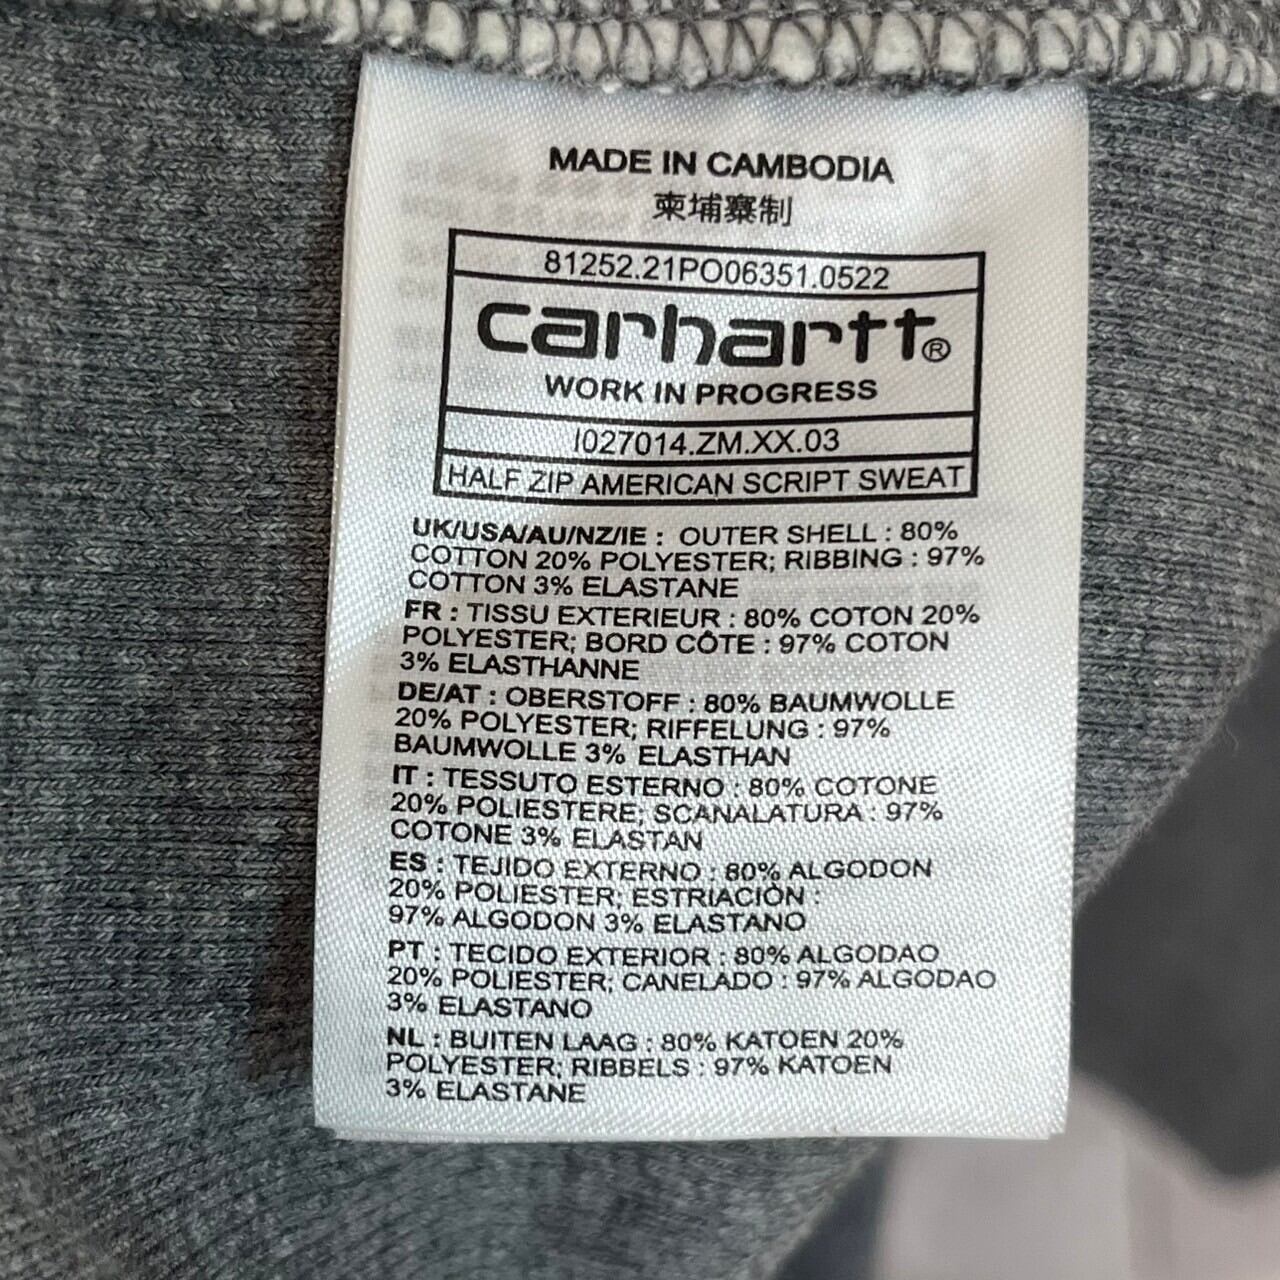 MADE IN CAMBODIA
柬埔寨制
81252.21PO06351.0522
carhartt®
WORK IN PROGRESS
I027014.ZM.XX.03
HALF ZIP AMERICAN SCRIPT SWEAT
UK/USA/AU/NZ/IE : OUTER SHELL : 80%
COTTON 20% POLYESTER; RIBBING : 97%
COTTON 3% ELASTANE
FR : TISSU EXTERIEUR : 80% COTON 20%
POLYESTER; BORD CÔTE : 97% COTON
3% ELASTHANNE
DE/AT : OBERSTOFF : 80% BAUMWOLLE
20% POLYESTER; RIFFELUNG : 97%
BAUMWOLLE 3% ELASTHAN
IT : TESSUTO ESTERNO : 80% COTONE
20% POLIESTERE; SCANALATURA : 97%
COTONE 3% ELASTAN
ES : TEJIDO EXTERNO : 80% ALGODON
20% POLIESTER; ESTRIACIÓN :
97% ALGODON 3% ELASTANO
PT : TECIDO EXTERIOR : 80% ALGODAO
20% POLIESTER; CANELADO : 97% ALGODAO
3% ELASTANO
NL : BUITEN LAAG : 80% KATOEN 20%
POLYESTER; RIBBELS : 97% KATOEN
3% ELASTANE